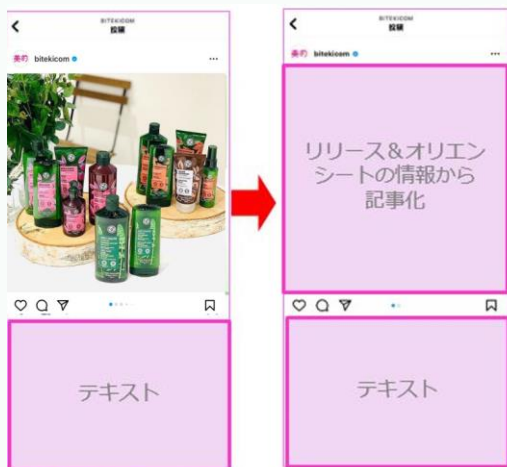 BITEKICOM
投稿
美的 bitekicom
テキスト
BITEKICOM
投稿
美的 bitekicom
リリース＆オリエン
シートの情報から
記事化
テキスト